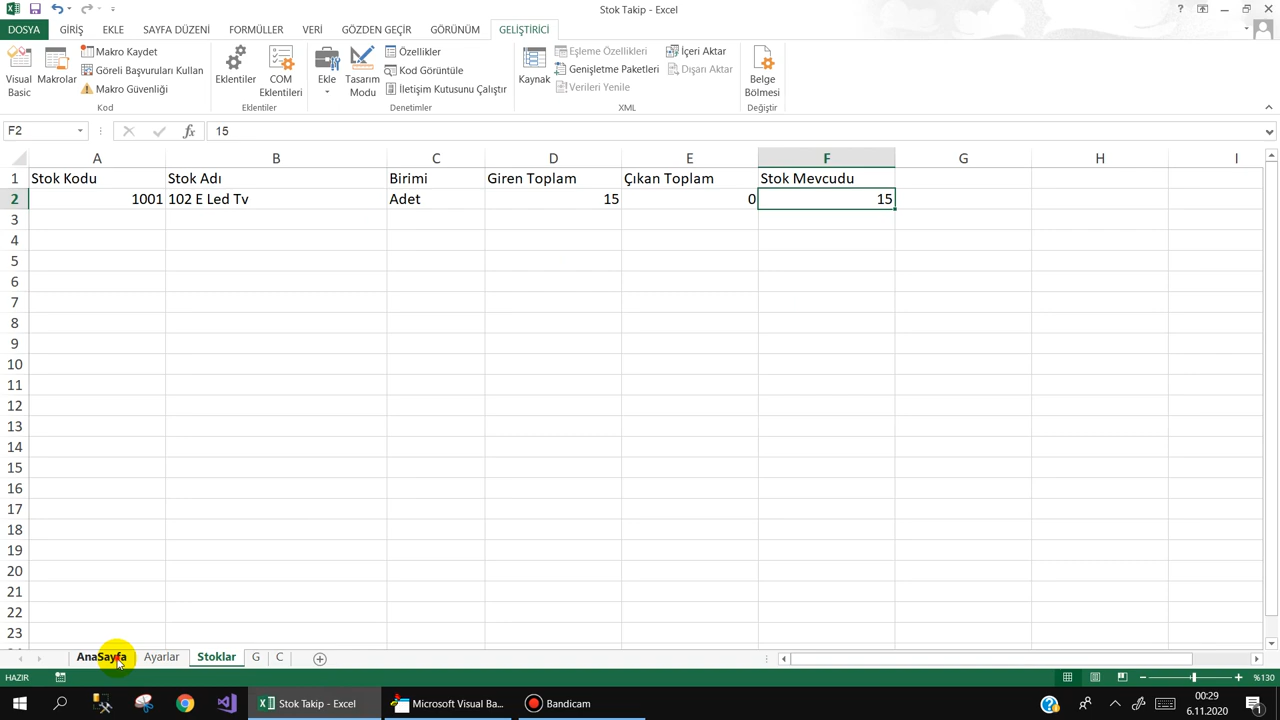 Stok Takip - Excel
DOSYA GİRİŞ EKLE SAYFA DÜZENİ FORMÜLLER VERİ GÖZDEN GEÇİR GÖRÜNÜM GELİŞTİRİCİ
Visual Basic
Makrolar
Makro Kaydet
Göreli Başvuruları Kullan
Makro Güvenliği
Kod
Eklentiler
COM Eklentileri
Eklentiler
Ekle
Tasarım Modu
Özellikler
Kod Görüntüle
İletişim Kutusunu Çalıştır
Denetimler
Kaynak
Eşleme Özellikleri
Genişletme Paketleri
Verileri Yenile
İçeri Aktar
Dışarı Aktar
XML
Belge Bölmesi
Değiştir
F2 fx 15
A B C D E F G H I
1 Stok Kodu Stok Adı Birimi Giren Toplam Çıkan Toplam Stok Mevcudu
2 1001 102 E Led Tv Adet 15 0 15
3
4
5
6
7
8
9
10
11
12
13
14
15
16
17
18
19
20
21
22
23
AnaSayfa Ayarlar Stoklar G C
HAZIR %130
Stok Takip - Excel Microsoft Visual Ba... Bandicam 00:29
6.11.2020